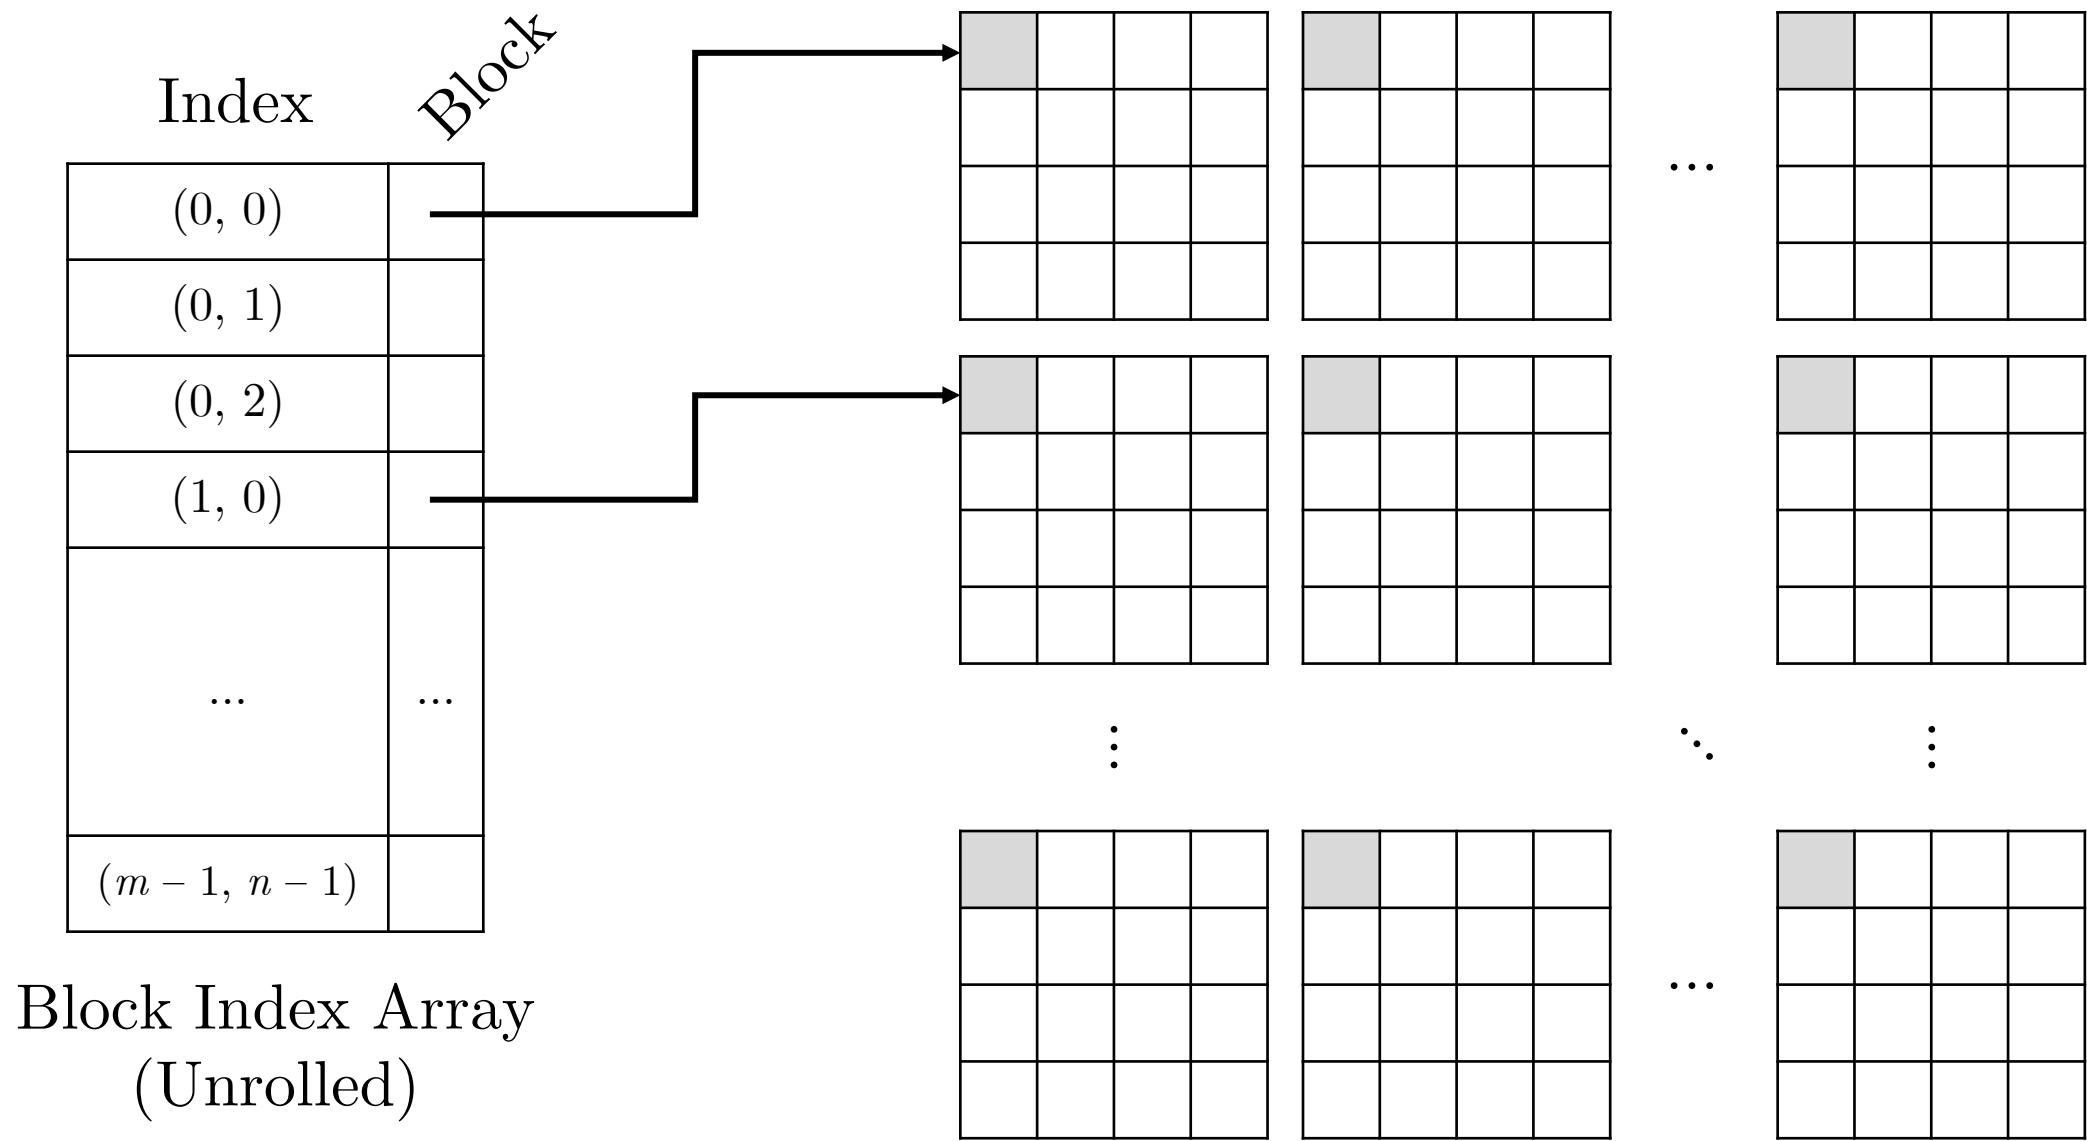 Index
Block
(0, 0)
(0, 1)
(0, 2)
(1, 0)
... ...
(m − 1, n − 1)
Block Index Array
(Unrolled)
...
⋮ ⋱ ⋮
...